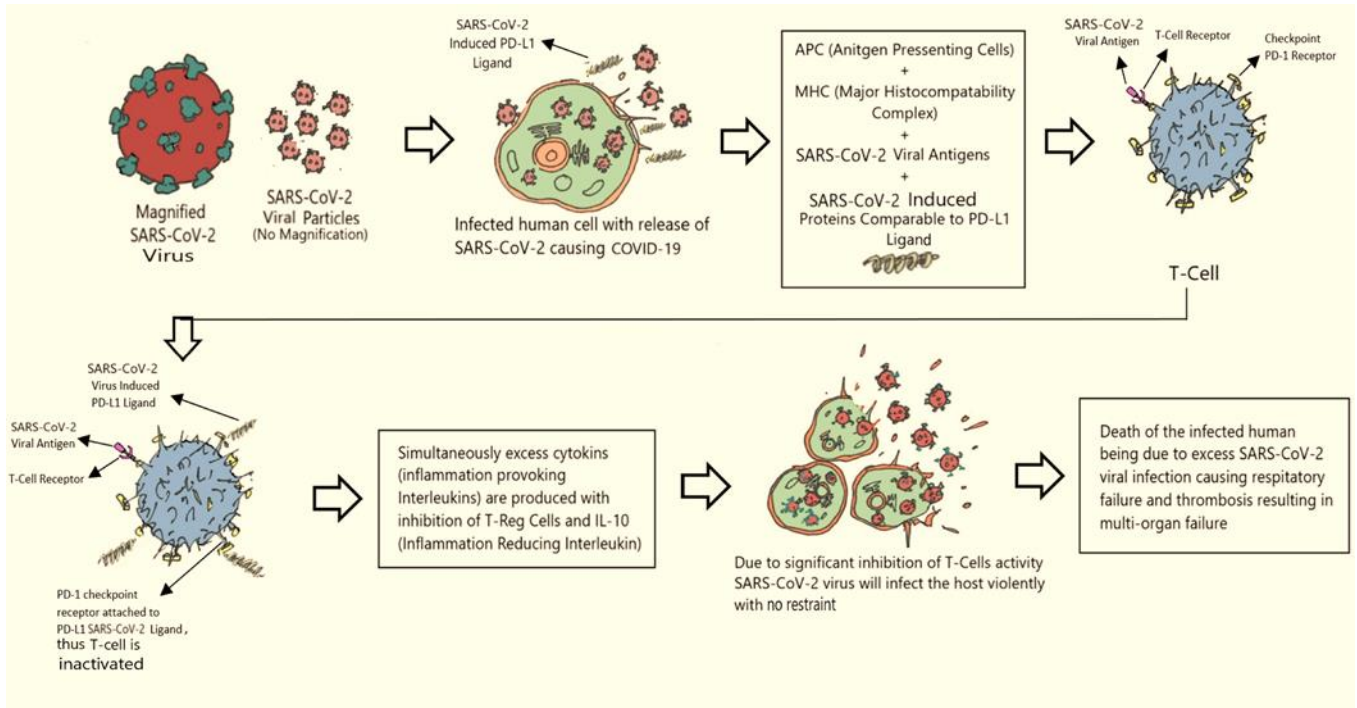 Magnified
SARS-CoV-2
Virus
SARS-CoV-2
Viral Particles
(No Magnification)
SARS-CoV-2
Induced PD-L1
Ligand
Infected human cell with release of
SARS-CoV-2 causing COVID-19
APC (Anitgen Pressenting Cells)
+
MHC (Major Histocompatability
Complex)
+
SARS-CoV-2 Viral Antigens
+
SARS-CoV-2 Induced
Proteins Comparable to PD-L1
Ligand
SARS-CoV-2
Viral Antigen
T-Cell Receptor
Checkpoint
PD-1 Receptor
T-Cell
SARS-CoV-2
Virus Induced
PD-L1 Ligand
SARS-CoV-2
Viral Antigen
T-Cell Receptor
PD-1 checkpoint
receptor attached to
PD-L1 SARS-CoV-2 Ligand,
thus T-cell is
inactivated
Simultaneously excess cytokins
(inflammation provoking
Interleukins) are produced with
inhibition of T-Reg Cells and IL-10
(Inflammation Reducing Interleukin)
Due to significant inhibition of T-Cells activity
SARS-CoV-2 virus will infect the host violently
with no restraint
Death of the infected human
being due to excess SARS-CoV-2
viral infection causing respitatory
failure and thrombosis resulting in
multi-organ failure